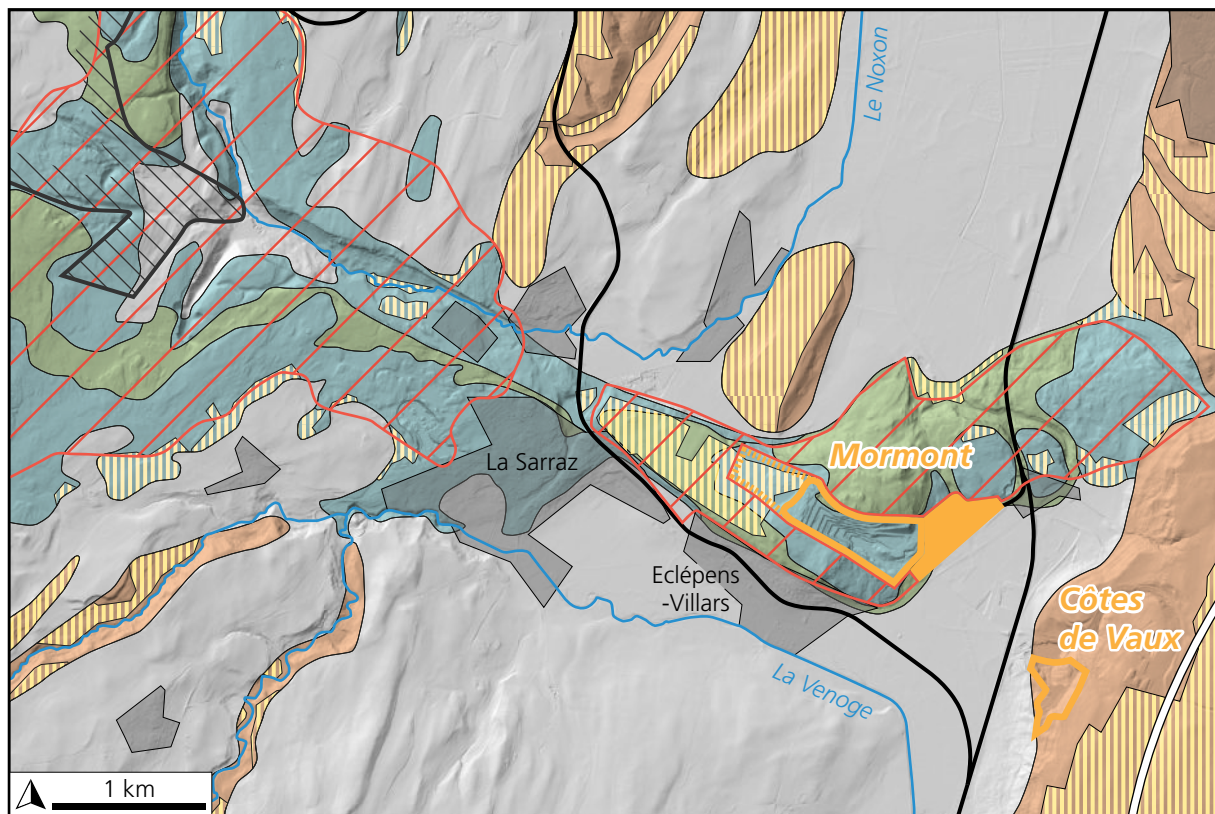 Le Noxon
Mormont
La Sarraz
Eclépens
-Villars
Côtes
de Vaux
La Venoge
1 km